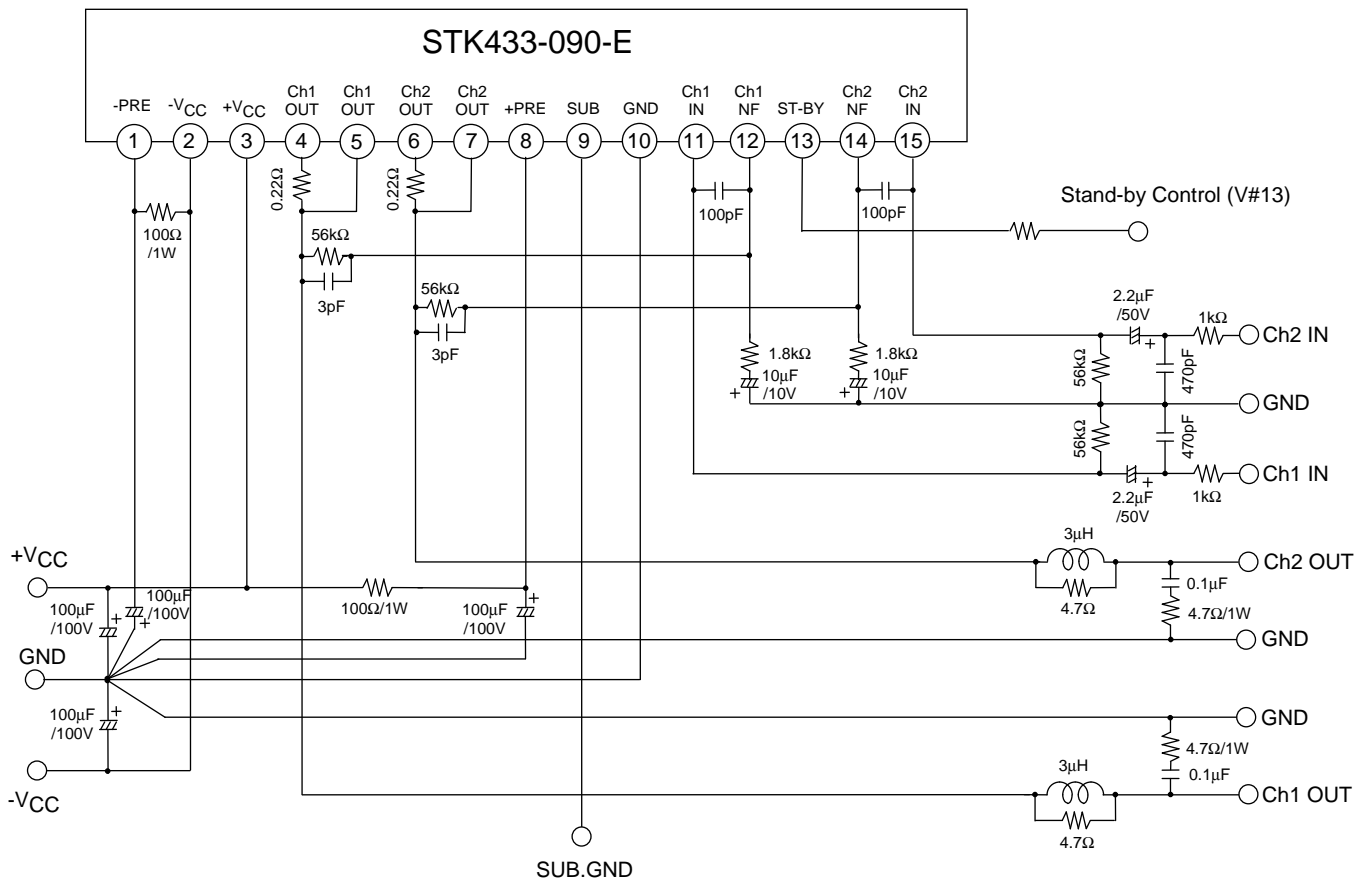 STK433-090-E
-PRE
-VCC
+VCC
Ch1
OUT
Ch1
OUT
Ch2
OUT
Ch2
OUT
+PRE
SUB
GND
Ch1
IN
Ch1
NF
ST-BY
Ch2
NF
Ch2
IN
1
2
3
4
5
6
7
8
9
10
11
12
13
14
15
0.22Ω
0.22Ω
100pF
100pF
Stand-by Control (V#13)
100Ω
/1W
56kΩ
3pF
56kΩ
3pF
2.2μF
/50V
+
1kΩ
Ch2 IN
1.8kΩ
10μF
/10V
+
1.8kΩ
10μF
/10V
+
56kΩ
470pF
GND
56kΩ
470pF
Ch1 IN
2.2μF
/50V
+
1kΩ
+VCC
3μH
4.7Ω
Ch2 OUT
0.1μF
4.7Ω/1W
100μF
/100V
+
100μF
/100V
+
100Ω/1W
100μF
/100V
+
GND
GND
100μF
/100V
+
GND
4.7Ω/1W
0.1μF
-VCC
3μH
4.7Ω
Ch1 OUT
SUB.GND